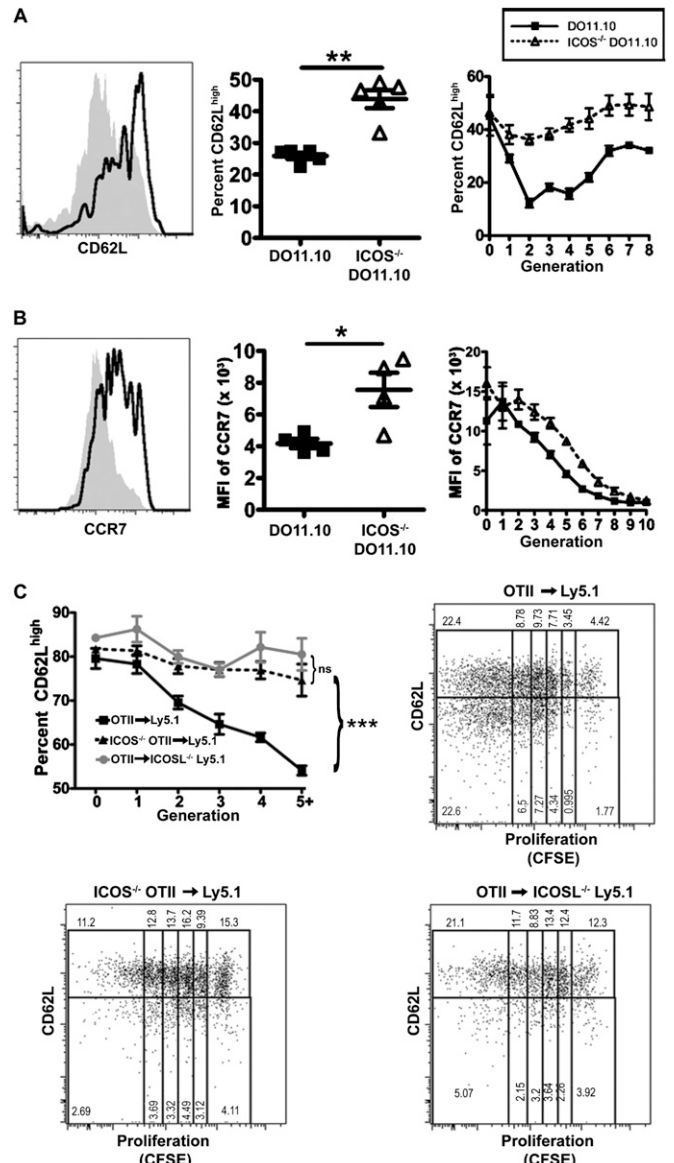 A
DO11.10
ICOS-/- DO11.10
CD62L
**
Percent CD62Lhigh
50
40
30
20
10
0
DO11.10
ICOS-/-
DO11.10
Percent CD62Lhigh
60
40
20
0
0 1 2 3 4 5 6 7 8
Generation
B
CCR7
*
MFI of CCR7 (x 10³)
10
8
6
4
2
0
DO11.10
ICOS-/-
DO11.10
MFI of CCR7 (x 10³)
20
15
10
5
0
0 1 2 3 4 5 6 7 8 9 10
Generation
C
Percent CD62Lhigh
90
80
70
60
50
ns
***
OTII→Ly5.1
ICOS-/- OTII→Ly5.1
OTII→ICOSL-/- Ly5.1
0 1 2 3 4 5+
Generation
OTII → Ly5.1
22.4 8.78 9.73 7.71 3.45 4.42
CD62L
22.6 6.5 7.27 4.34 0.995 1.77
Proliferation
(CFSE)
ICOS-/- OTII → Ly5.1
11.2 12.8 13.7 16.2 9.39 15.3
CD62L
2.69 3.69 3.32 4.49 3.12 4.11
Proliferation
(CFSE)
OTII → ICOSL-/- Ly5.1
21.1 11.7 8.83 13.4 12.4 12.3
CD62L
5.07 2.15 3.2 3.64 2.26 3.92
Proliferation
(CFSE)